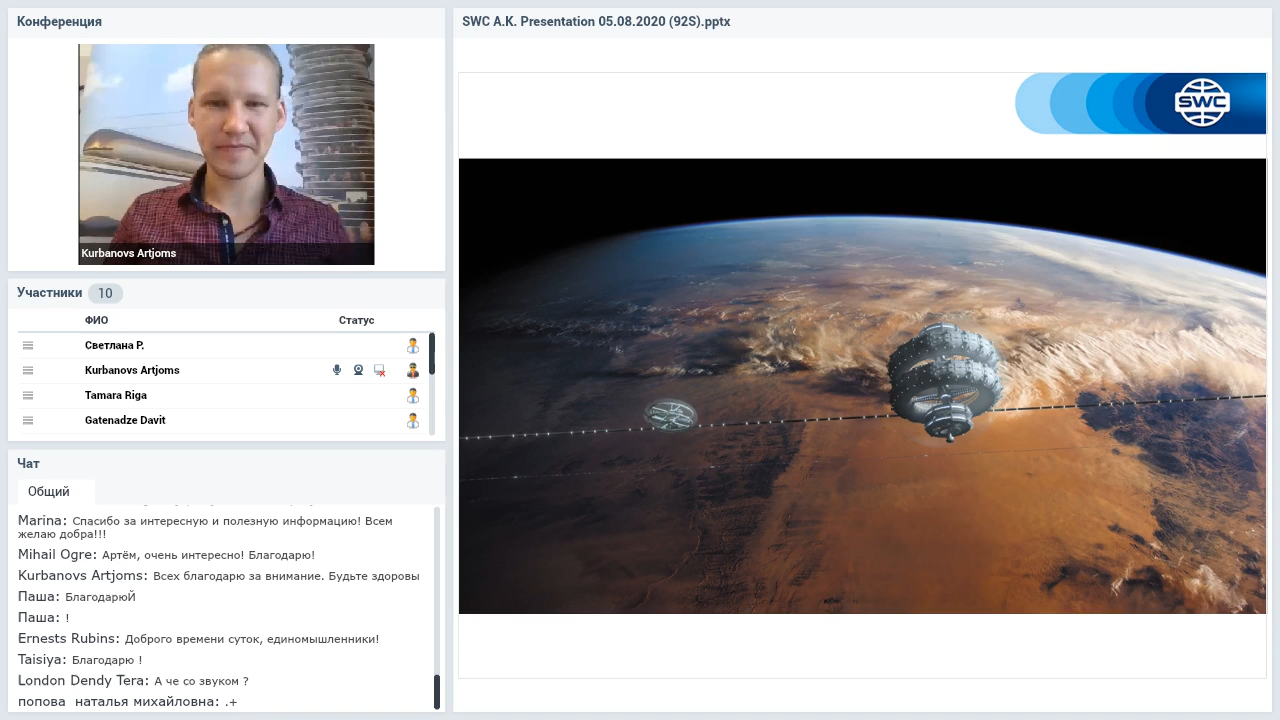 Конференция
Kurbanovs Artjoms
Участники 10
ФИО Статус
Светлана Р.
Kurbanovs Artjoms
Tamara Riga
Gatenadze Davit
Чат
Общий
Marina: Спасибо за интересную и полезную информацию! Всем
желаю добра!!!
Mihail Ogre: Артём, очень интересно! Благодарю!
Kurbanovs Artjoms: Всех благодарю за внимание. Будьте здоровы
Паша: БлагодарюЙ
Паша: !
Ernests Rubins: Доброго времени суток, единомышленники!
Taisiya: Благодарю !
London Dendy Tera: А че со звуком ?
попова наталья михайловна: .+
SWC A.K. Presentation 05.08.2020 (92S).pptx
SWC